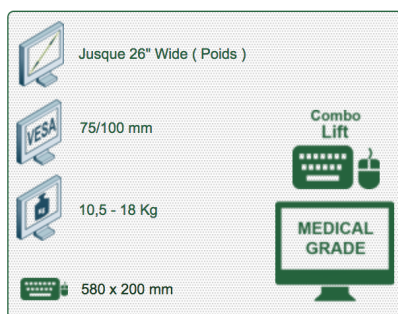 Jusque 26" Wide ( Poids )
VESA
75/100 mm
KG
10,5 - 18 Kg
580 x 200 mm
Combo
Lift
MEDICAL
GRADE